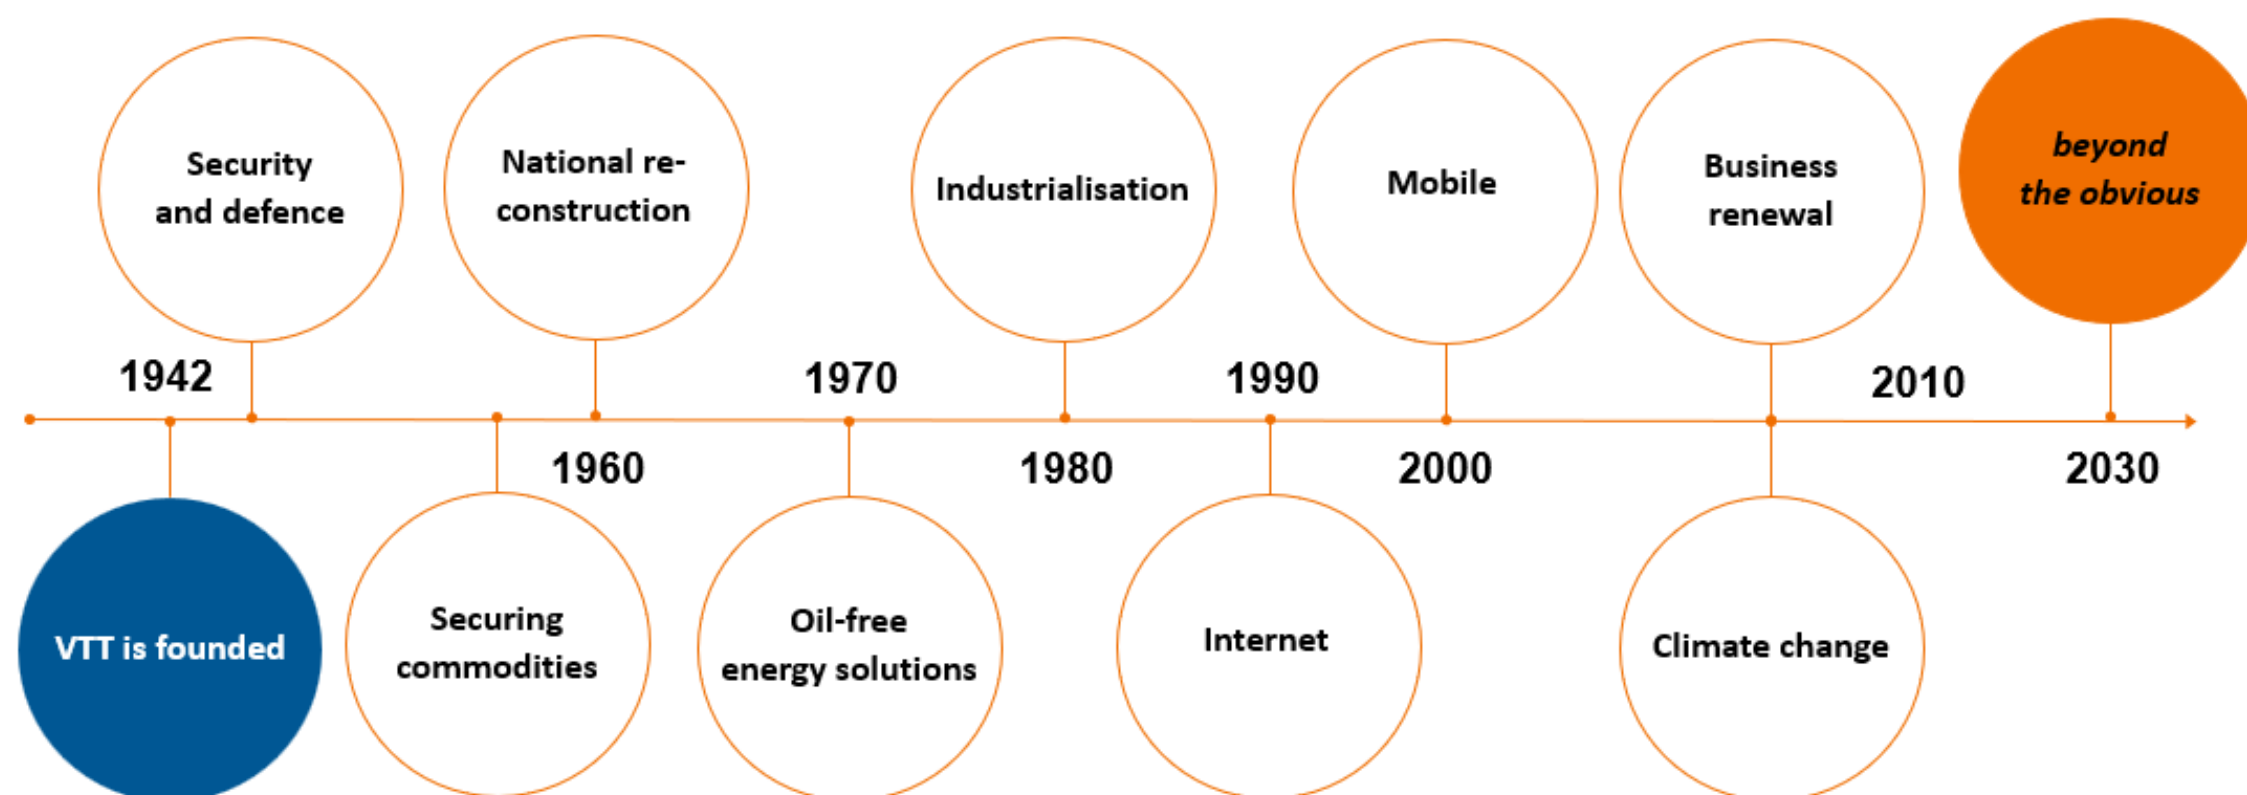 Security
and defence
National re-
construction
Industrialisation
Mobile
Business
renewal
beyond
the obvious
1942
1970
1990
2010
1960
1980
2000
2030
VTT is founded
Securing
commodities
Oil-free
energy solutions
Internet
Climate change